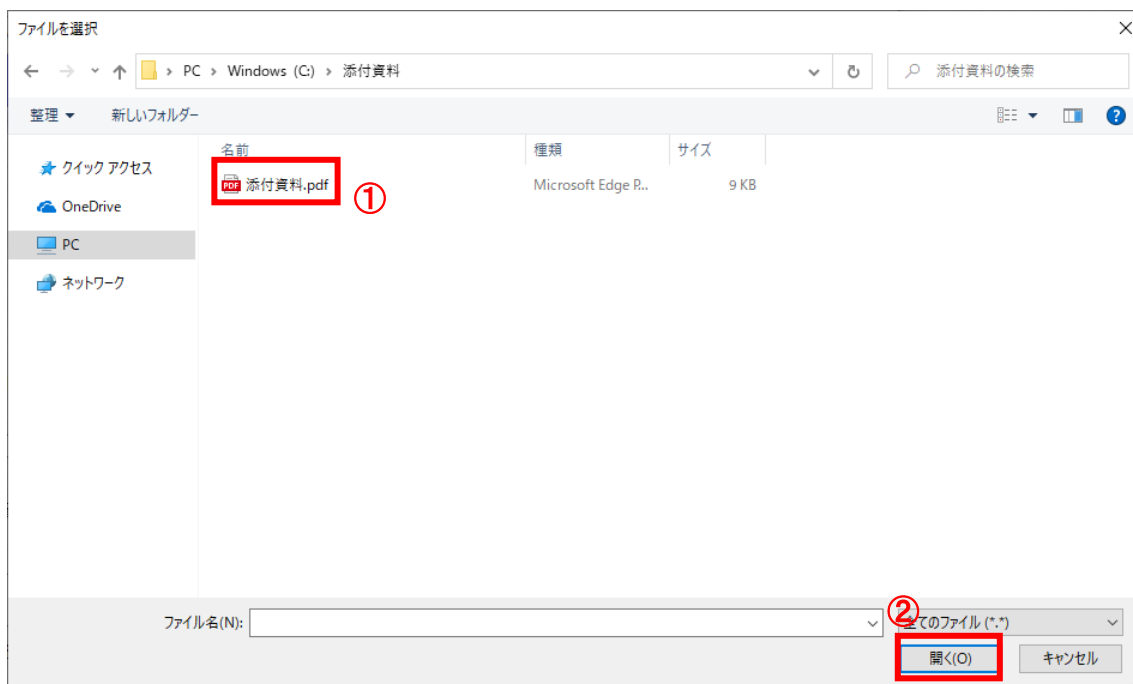 ファイルを選択
PC › Windows (C:) › 添付資料
添付資料の検索
整理 新しいフォルダー
名前 種類 サイズ
クイック アクセス
PDF 添付資料.pdf ① Microsoft Edge P... 9 KB
OneDrive
PC
ネットワーク
ファイル名(N): ② 全てのファイル (*.*)
開く(O) キャンセル